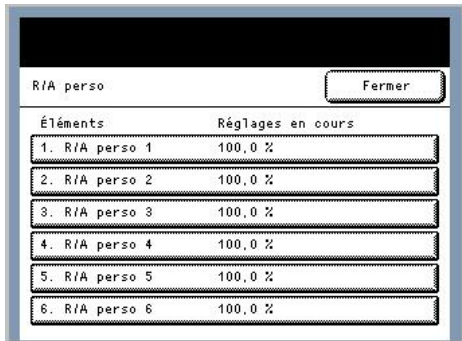 R/A perso Fermer
Éléments Réglages en cours
1. R/A perso 1 100,0 %
2. R/A perso 2 100,0 %
3. R/A perso 3 100,0 %
4. R/A perso 4 100,0 %
5. R/A perso 5 100,0 %
6. R/A perso 6 100,0 %